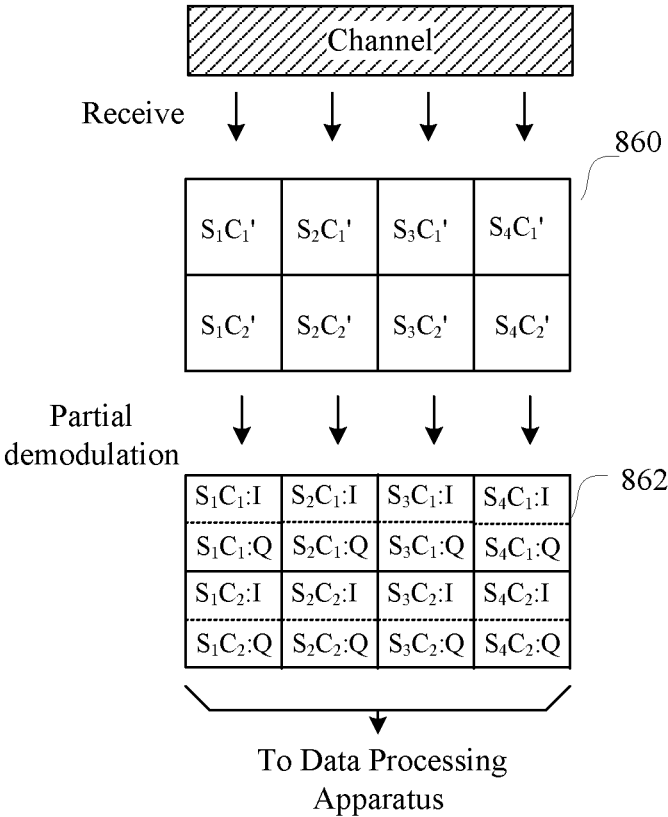 Channel
Receive
860
S₁C₁' S₂C₁' S₃C₁' S₄C₁'
S₁C₂' S₂C₂' S₃C₂' S₄C₂'
Partial
demodulation
862
S₁C₁:I S₂C₁:I S₃C₁:I S₄C₁:I
S₁C₁:Q S₂C₁:Q S₃C₁:Q S₄C₁:Q
S₁C₂:I S₂C₂:I S₃C₂:I S₄C₂:I
S₁C₂:Q S₂C₂:Q S₃C₂:Q S₄C₂:Q
To Data Processing
Apparatus